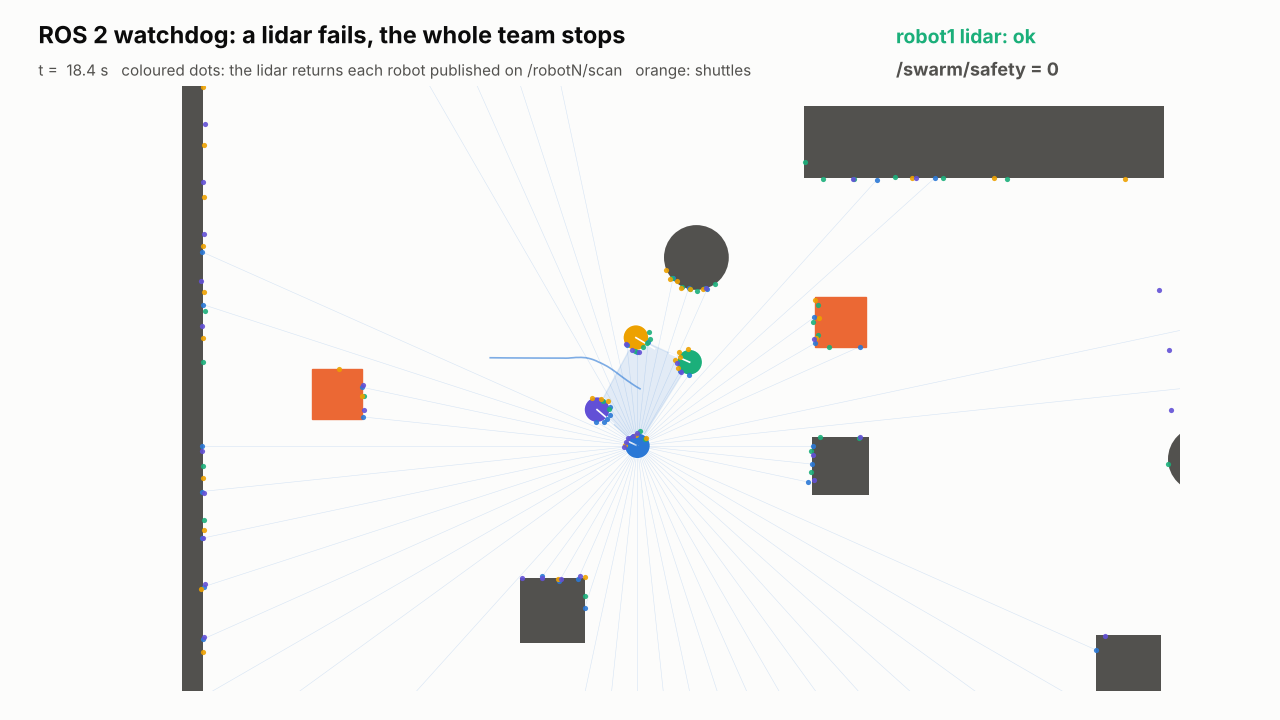 ROS 2 watchdog: a lidar fails, the whole team stops
robot1 lidar: ok
t =  18.4 s   coloured dots: the lidar returns each robot published on /robotN/scan   orange: shuttles
/swarm/safety = 0